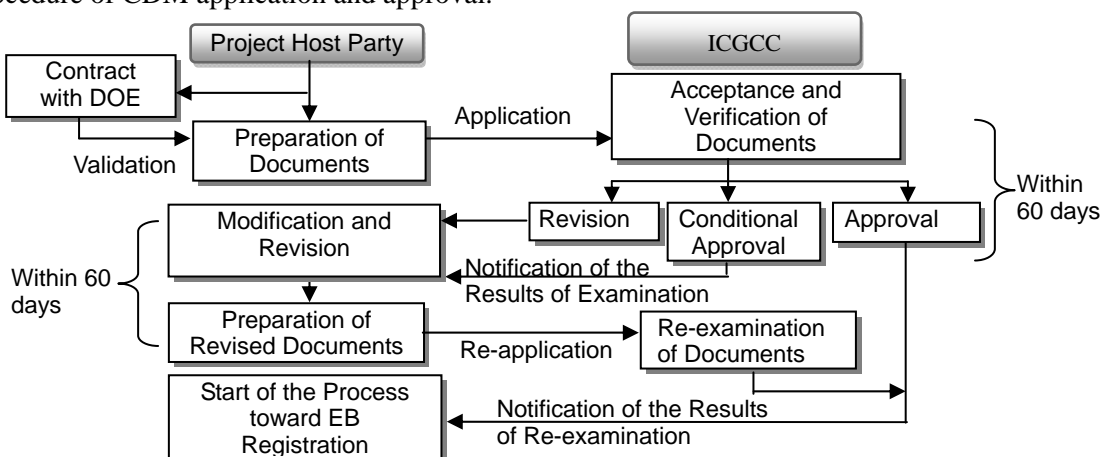 cedure of CDM application and approval.
Project Host Party
ICGCC
Contract
with DOE
Acceptance and
Verification of
Documents
Application
Preparation of
Documents
Validation
Within
60 days
Revision
Conditional
Approval
Approval
Modification and
Revision
Within 60
days
Notification of the
Results of Examination
Preparation of
Revised Documents
Re-application
Re-examination
of Documents
Start of the Process
toward EB
Registration
Notification of the Results
of Re-examination